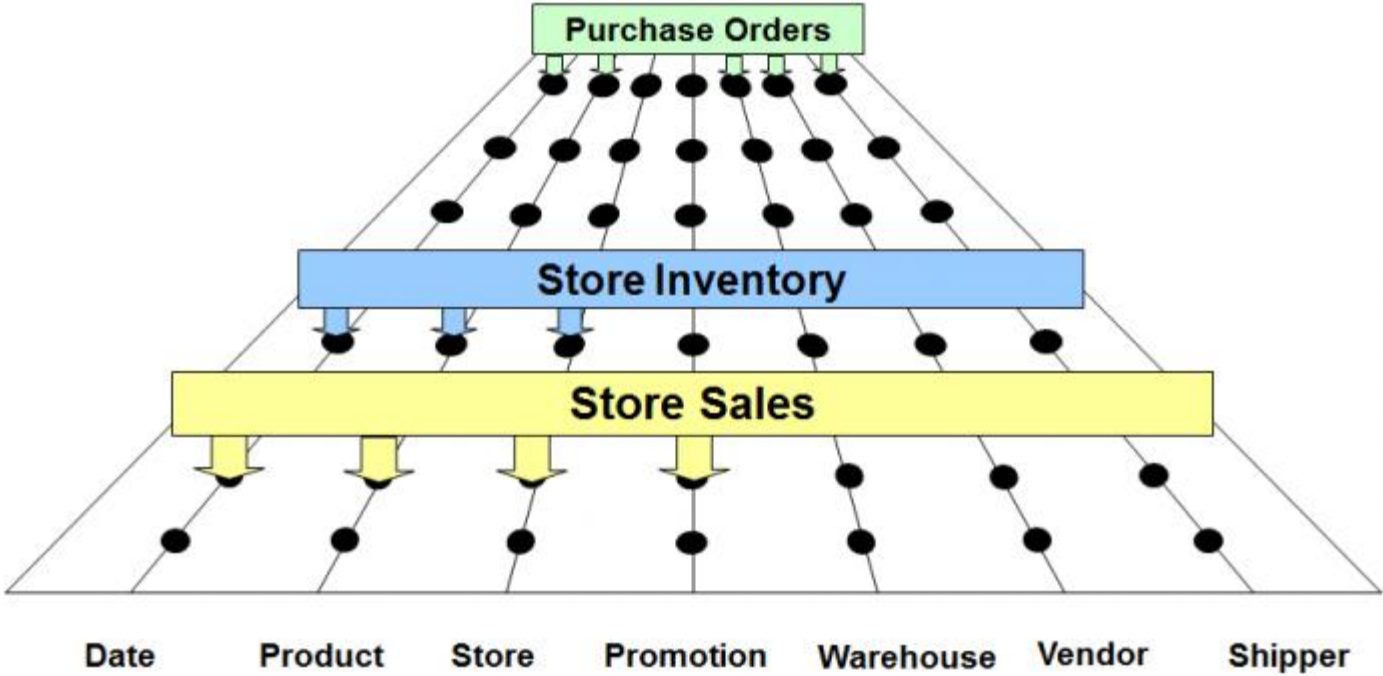 Purchase Orders
Store Inventory
Store Sales
Date Product Store Promotion Warehouse Vendor Shipper